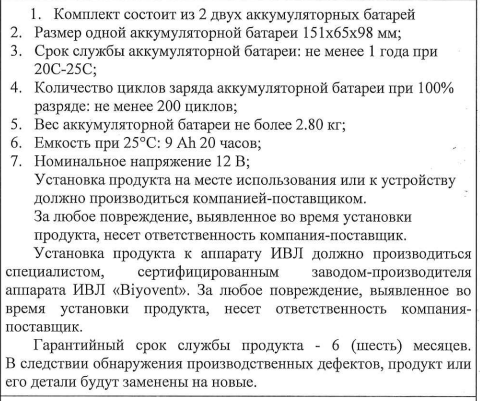 1. Комплект состоит из 2 двух аккумуляторных батарей
2. Размер одной аккумуляторной батареи 151x65x98 мм;
3. Срок службы аккумуляторной батареи: не менее 1 года при
20С-25С;
4. Количество циклов заряда аккумуляторной батареи при 100%
разряде: не менее 200 циклов;
5. Вес аккумуляторной батареи не более 2.80 кг;
6. Емкость при 25°С: 9 Ah 20 часов;
7. Номинальное напряжение 12 В;
Установка продукта на месте использования или к устройству
должно производиться компанией-поставщиком.
За любое повреждение, выявленное во время установки
продукта, несет ответственность компания-поставщик.
Установка продукта к аппарату ИВЛ должно производиться
специалистом, сертифицированным заводом-производителя
аппарата ИВЛ «Biyovent». За любое повреждение, выявленное во
время установки продукта, несет ответственность компания-
поставщик.
Гарантийный срок службы продукта - 6 (шесть) месяцев.
В следствии обнаружения производственных дефектов, продукт или
его детали будут заменены на новые.